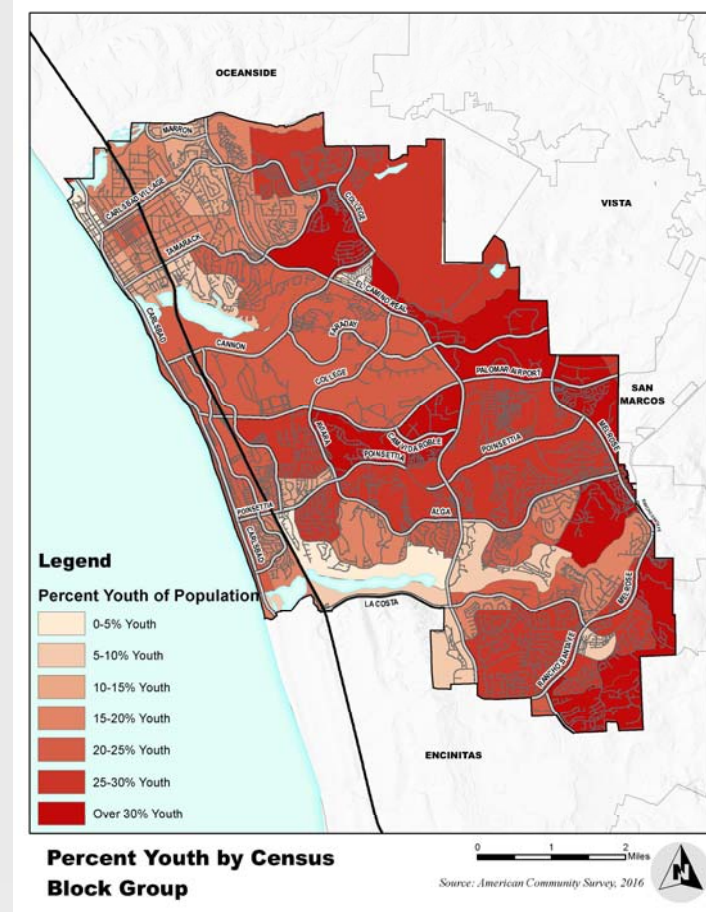 OCEANSIDE
MARRON
VISTA
CARLSBAD VILLAGE
COLLEGE
TAMARACK
EL CAMINO REAL
CARLSBAD
FARADAY
CANNON
COLLEGE
PALOMAR AIRPORT
SAN
MARCOS
MELROSE
CAMINO DA ROBLE
POINSETTIA
POINSETTIA
POINSETTIA
ALGA
CARLSBAD
MELROSE
LA COSTA
RANCHO SANTA FE
ENCINITAS
Legend
Percent Youth of Population
0-5% Youth
5-10% Youth
10-15% Youth
15-20% Youth
20-25% Youth
25-30% Youth
Over 30% Youth
Percent Youth by Census
Block Group
0 1 2
Miles
Source: American Community Survey, 2016
N